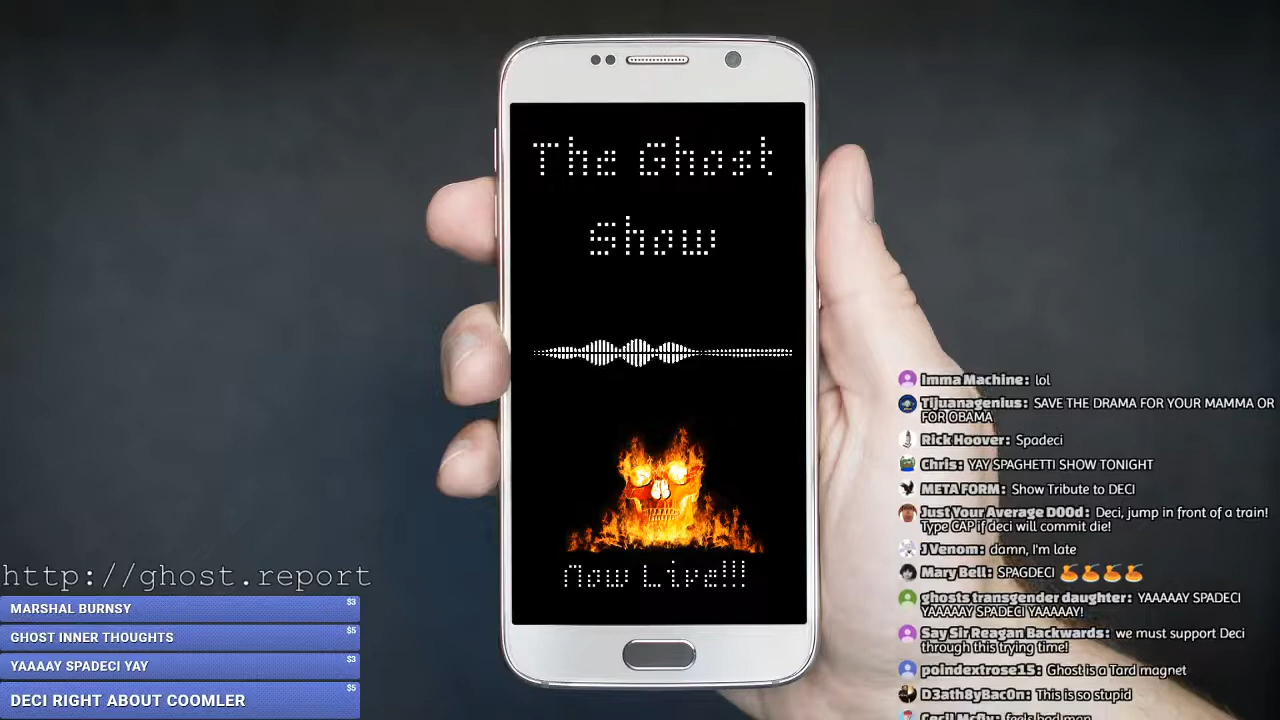 The Ghost
Show
Now Live!!!
http://ghost.report
MARSHAL BURNSY $3
GHOST INNER THOUGHTS $5
YAAAAY SPADECI YAY $3
DECI RIGHT ABOUT COOMLER $5
Imma Machine: lol
Tijuanagenius: SAVE THE DRAMA FOR YOUR MAMMA OR
FOR OBAMA
Rick Hoover: Spadeci
Chris: YAY SPAGHETTI SHOW TONIGHT
META FORM: Show Tribute to DECI
Just Your Average D00d: Deci, jump in front of a train!
Type CAP if deci will commit die!
J Venom: damn, I'm late
Mary Bell: SPAGDECI 🍝🍝🍝🍝
ghosts transgender daughter: YAAAAY SPADECI
YAAAAAY SPADECI YAAAAAY!
Say Sir Reagan Backwards: we must support Deci
through this trying time!
poindextrose15: Ghost is a Tard magnet
D3ath8yBac0n: This is so stupid